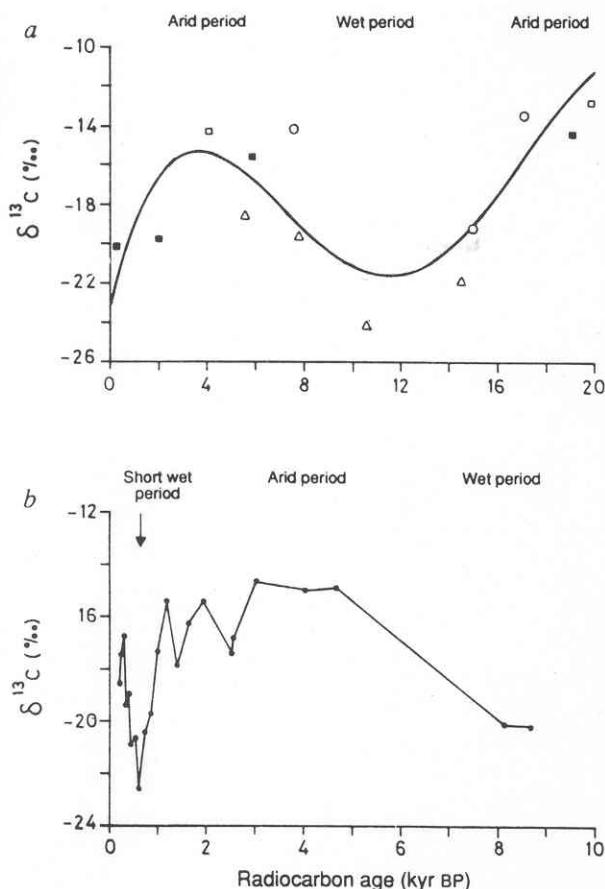 a
Arid period Wet period Arid period
-10
-14
-18
-22
-26
δ 13C (‰)
0 4 8 12 16 20
b
Short wet
period
Arid period Wet period
-12
16
-20
-24
δ 13C (‰)
0 2 4 6 8 10
Radiocarbon age (kyr BP)